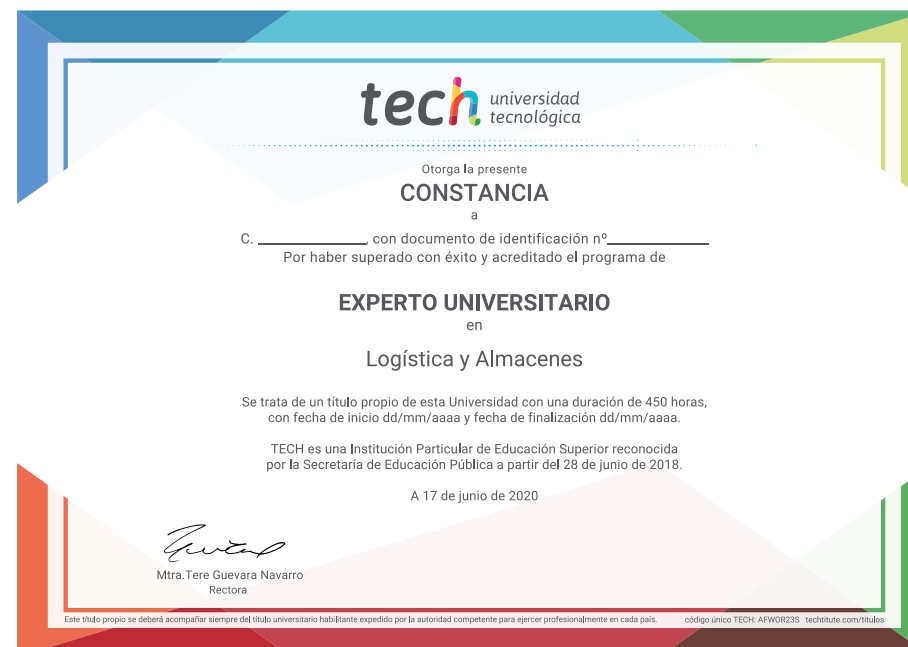 tech universidad
tecnológica
Otorga la presente
CONSTANCIA
a
C. ____________, con documento de identificación nº____________
Por haber superado con éxito y acreditado el programa de
EXPERTO UNIVERSITARIO
en
Logística y Almacenes
Se trata de un título propio de esta Universidad con una duración de 450 horas,
con fecha de inicio dd/mm/aaaa y fecha de finalización dd/mm/aaaa.
TECH es una Institución Particular de Educación Superior reconocida
por la Secretaría de Educación Pública a partir del 28 de junio de 2018.
A 17 de junio de 2020
Mtra.Tere Guevara Navarro
Rectora
Este título propio se deberá acompañar siempre del título universitario habilitante expedido por la autoridad competente para ejercer profesionalmente en cada país. código único TECH: AFWOR23S techtitute.com/titulos